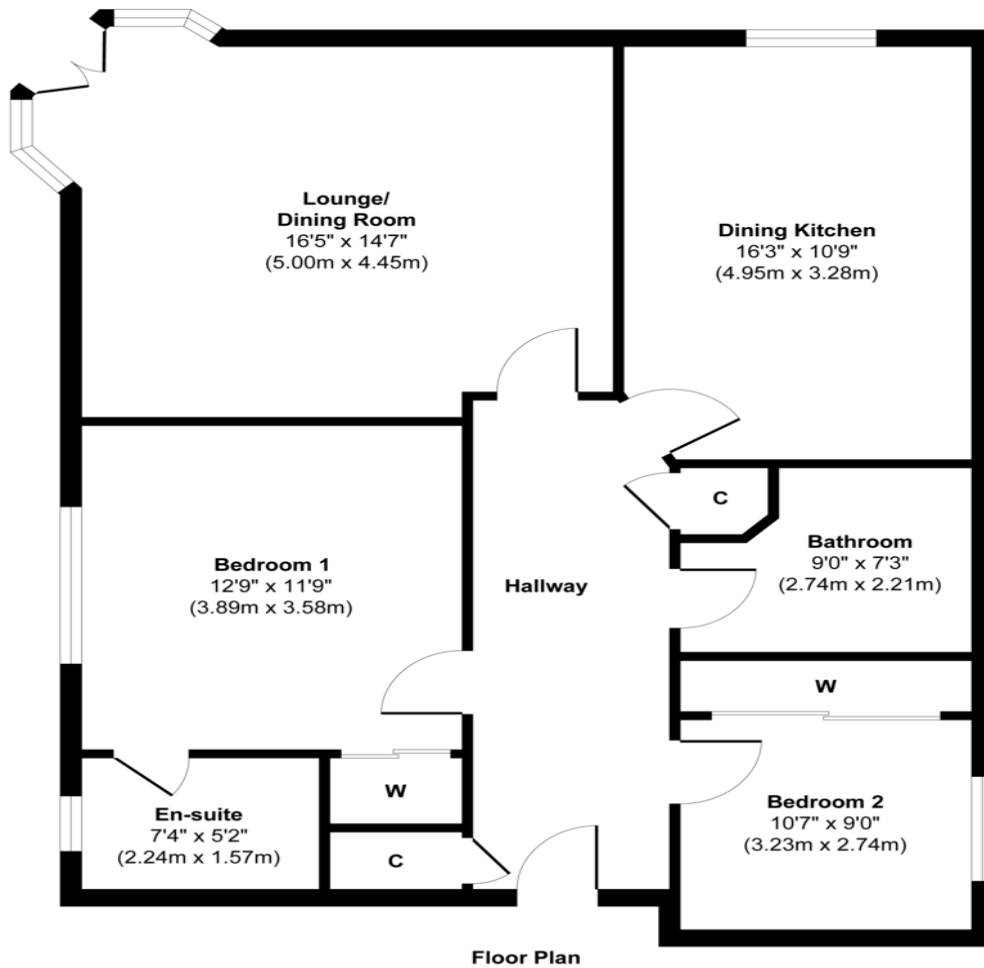 Lounge/
Dining Room
16'5" x 14'7"
(5.00m x 4.45m)
Dining Kitchen
16'3" x 10'9"
(4.95m x 3.28m)
C
Bathroom
9'0" x 7'3"
(2.74m x 2.21m)
Bedroom 1
12'9" x 11'9"
(3.89m x 3.58m)
Hallway
W
W
En-suite
7'4" x 5'2"
(2.24m x 1.57m)
C
Bedroom 2
10'7" x 9'0"
(3.23m x 2.74m)
Floor Plan